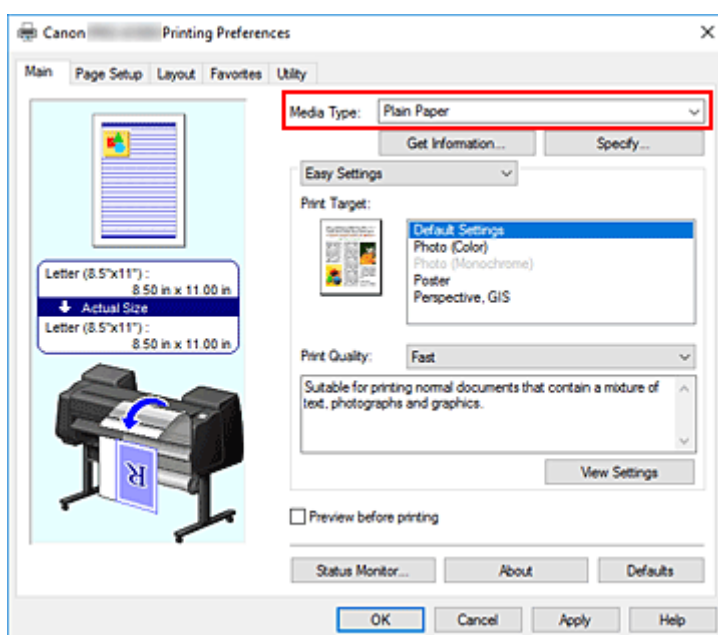 Canon Printing Preferences
Main Page Setup Layout Favorites Utility
Media Type: Plain Paper
Get Information... Specify...
Easy Settings
Print Target:
Default Settings
Photo (Color)
Photo (Monochrome)
Poster
Perspective, GIS
Letter (8.5"x11") :
8.50 in x 11.00 in
Actual Size
Letter (8.5"x11") :
8.50 in x 11.00 in
R
Print Quality: Fast
Suitable for printing normal documents that contain a mixture of
text, photographs and graphics.
View Settings
Preview before printing
Status Monitor... About Defaults
OK Cancel Apply Help